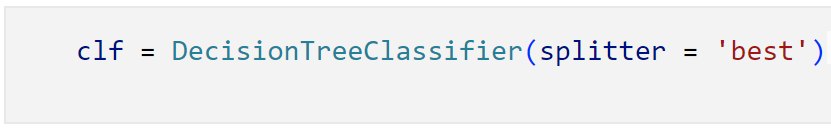 clf = DecisionTreeClassifier(splitter = 'best')